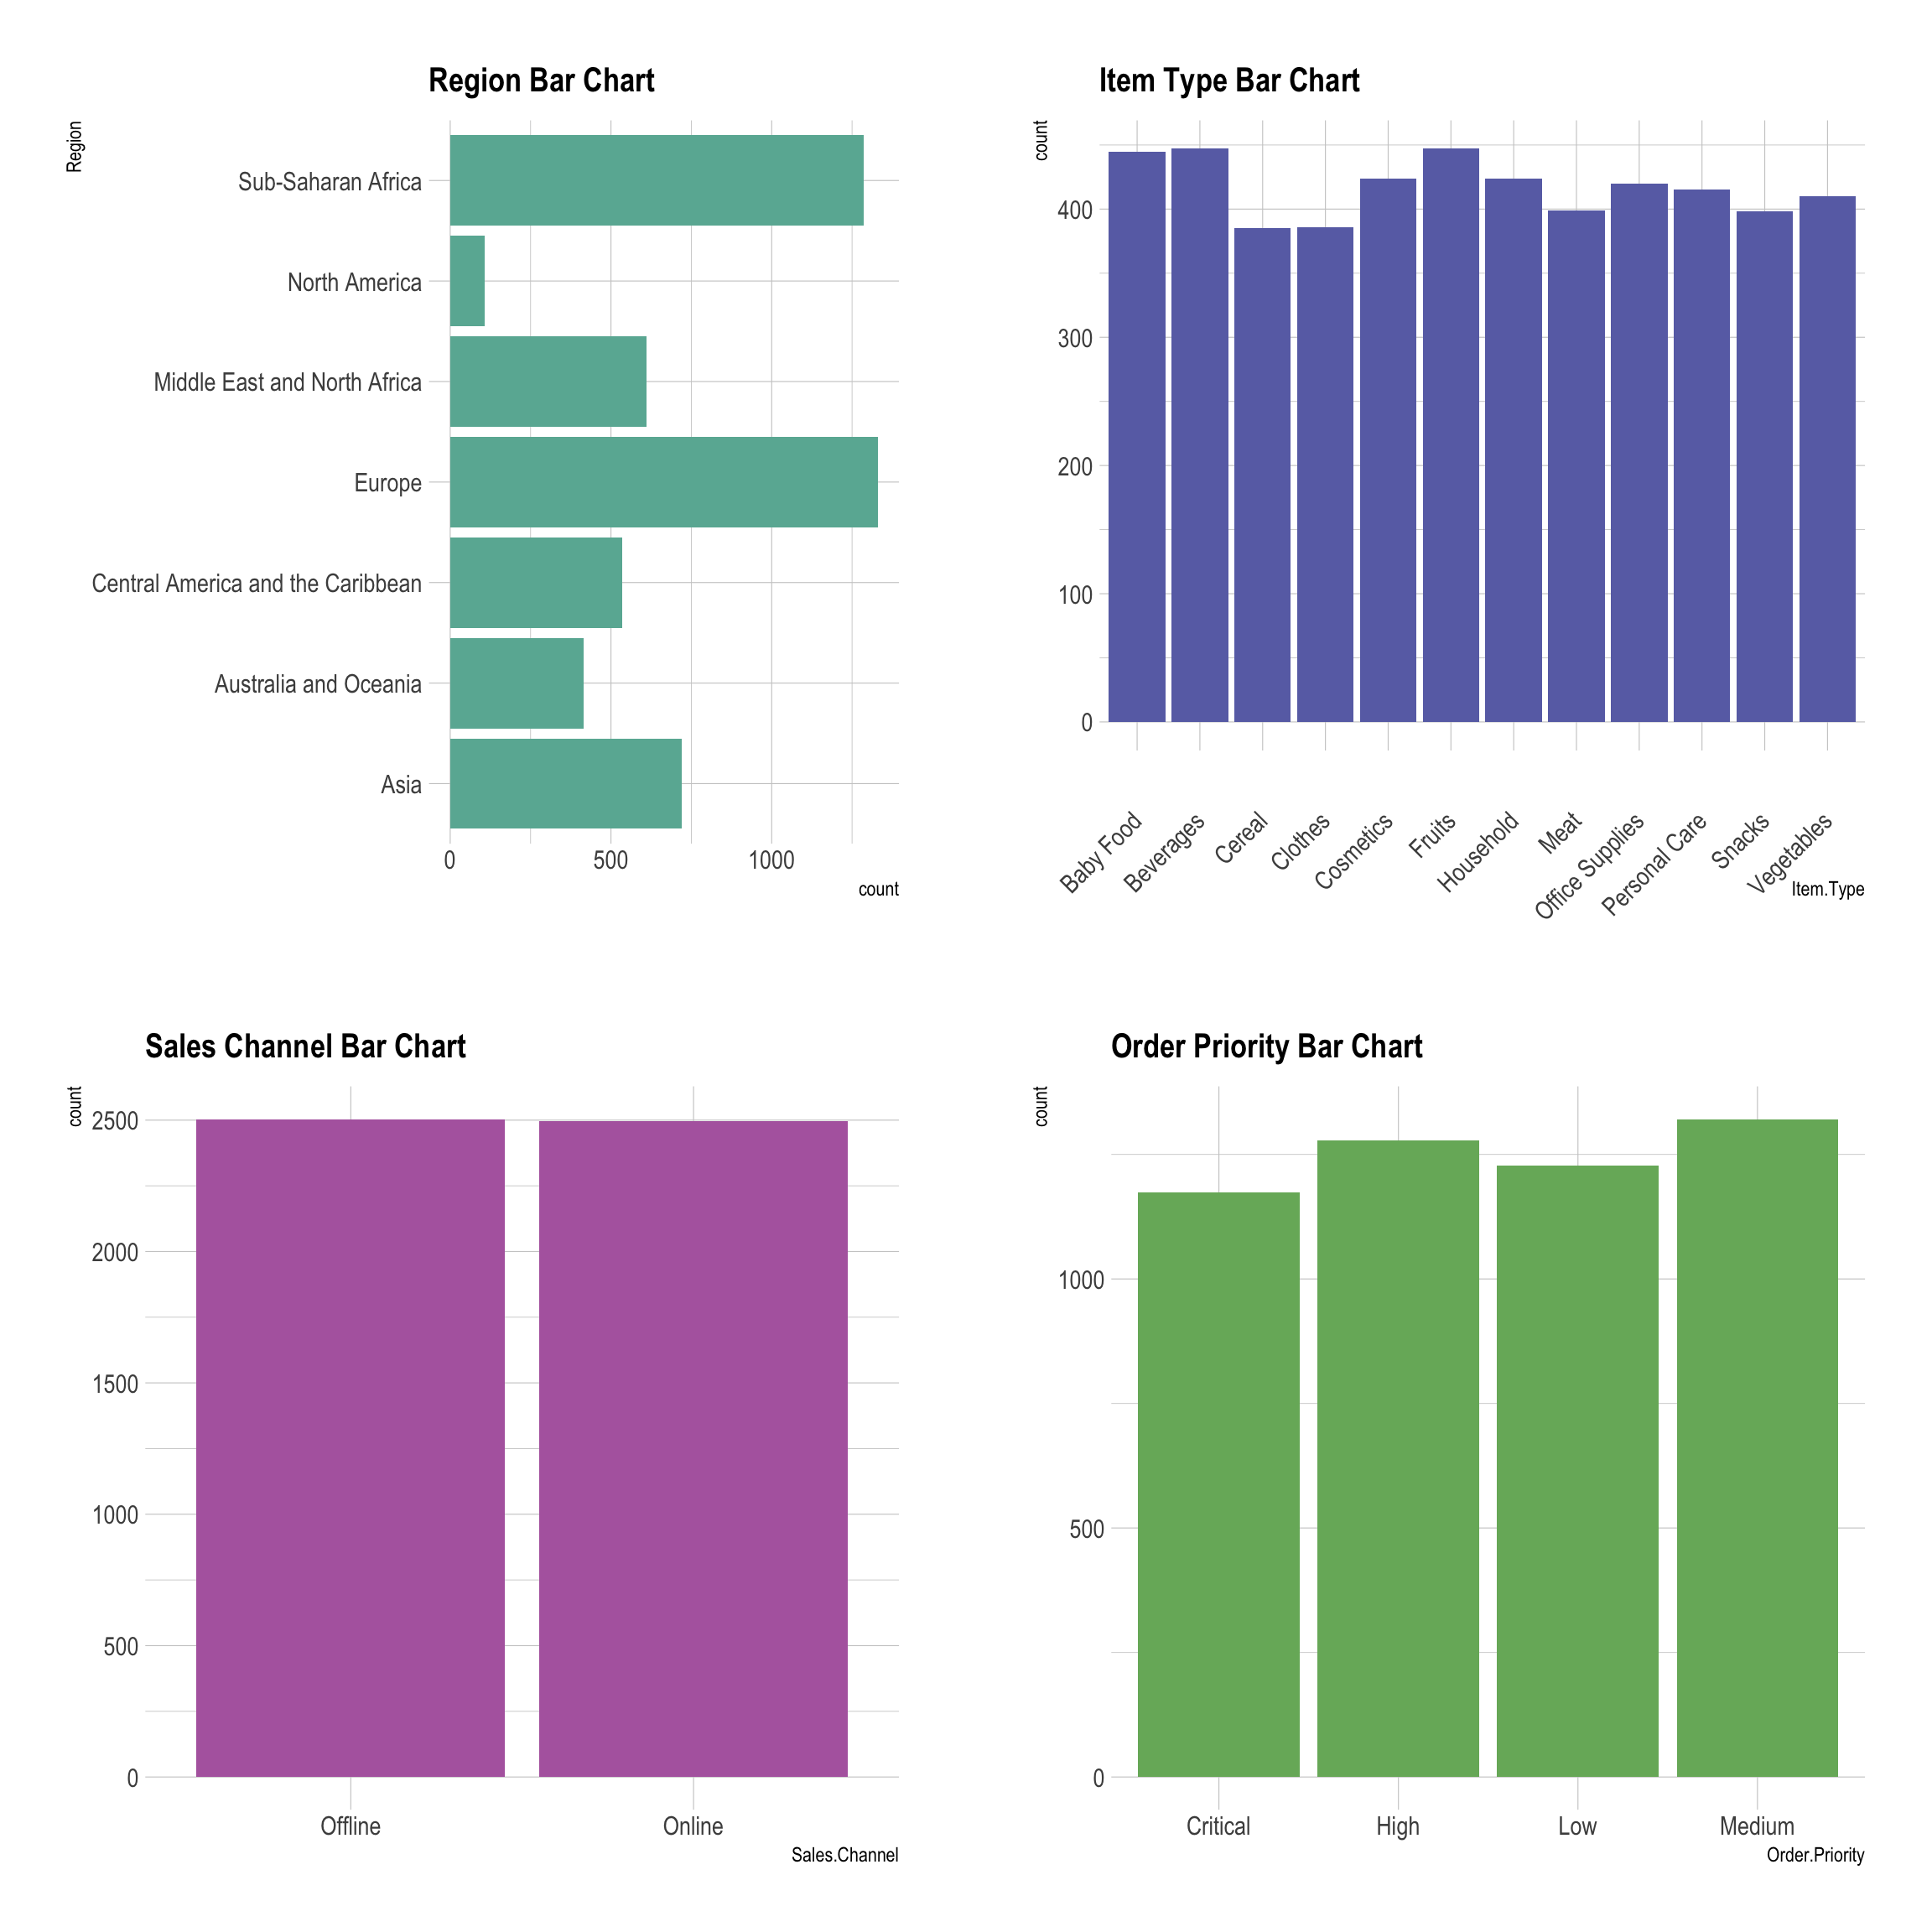 Region Bar Chart
Region
Sub-Saharan Africa
North America
Middle East and North Africa
Europe
Central America and the Caribbean
Australia and Oceania
Asia
0 500 1000
count
Item Type Bar Chart
count
400
300
200
100
0
Baby Food Beverages Cereal Clothes Cosmetics Fruits Household Meat Office Supplies Personal Care Snacks Vegetables
Item.Type
Sales Channel Bar Chart
count
2500
2000
1500
1000
500
0
Offline Online
Sales.Channel
Order Priority Bar Chart
count
1000
500
0
Critical High Low Medium
Order.Priority